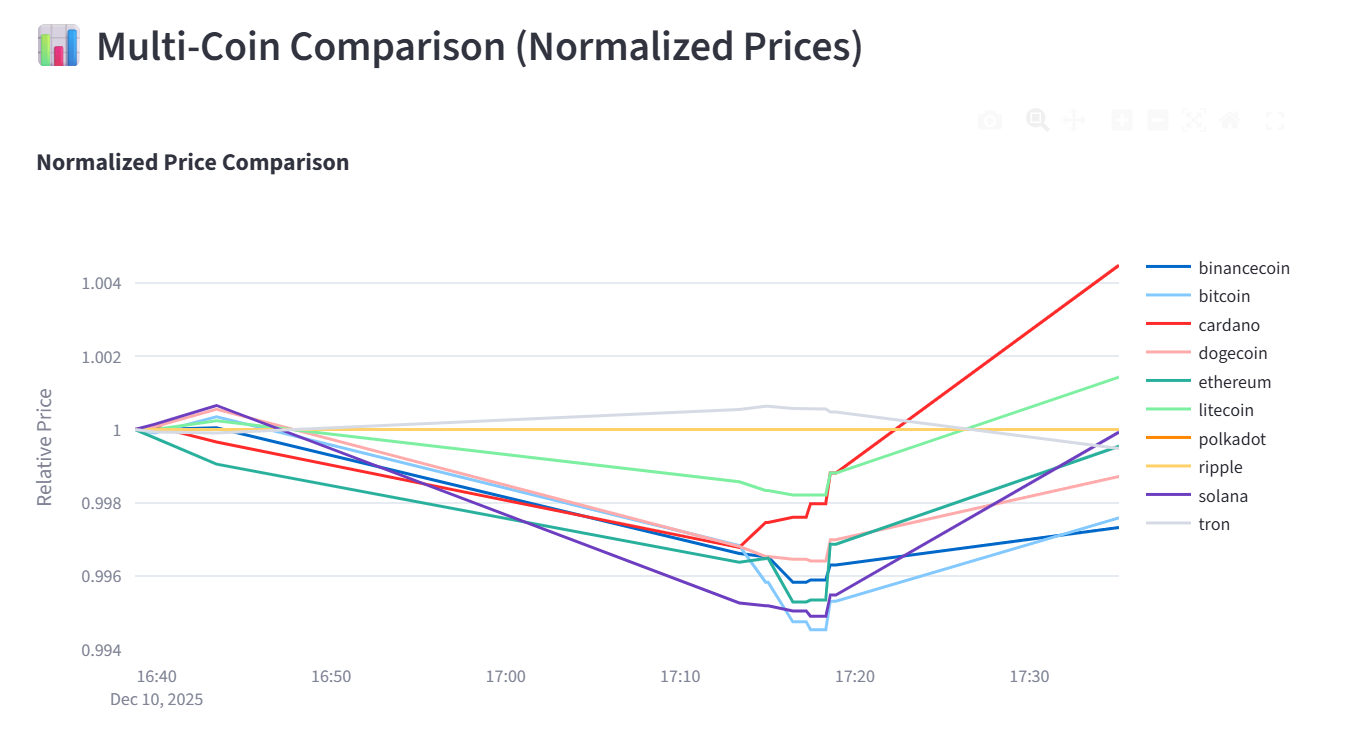 Multi-Coin Comparison (Normalized Prices)
Normalized Price Comparison
Relative Price
1.004
1.002
1
0.998
0.996
0.994
16:40
16:50
17:00
17:10
17:20
17:30
Dec 10, 2025
binancecoin
bitcoin
cardano
dogecoin
ethereum
litecoin
polkadot
ripple
solana
tron